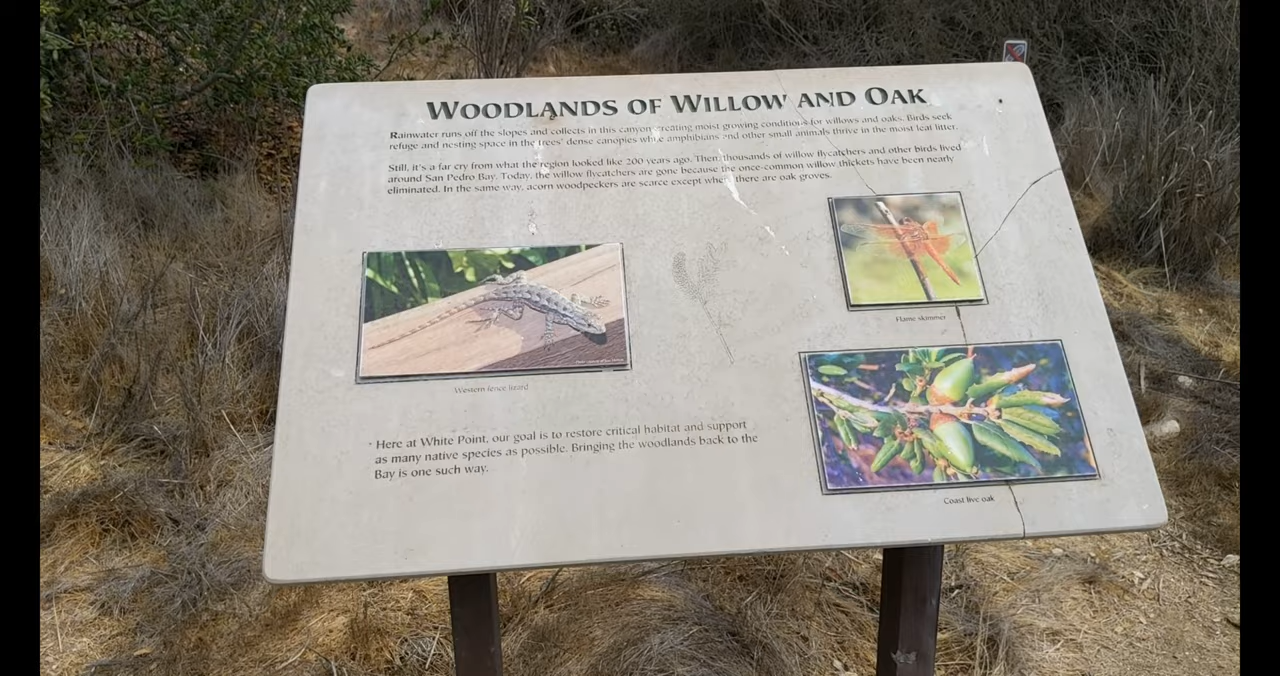 WOODLANDS OF WILLOW AND OAK
Rainwater runs off the slopes and collects in this canyon creating moist growing conditions for willows and oaks. Birds seek
refuge and nesting space in the trees' dense canopies while amphibians and other small animals thrive in the moist leaf litter.
Still, it's a far cry from what the region looked like 200 years ago. Then thousands of willow flycatchers and other birds lived
around San Pedro Bay. Today, the willow flycatchers are gone because the once-common willow thickets have been nearly
eliminated. In the same way, acorn woodpeckers are scarce except where there are oak groves.
Flame skimmer
Western fence lizard
Here at White Point, our goal is to restore critical habitat and support
as many native species as possible. Bringing the woodlands back to the
Bay is one such way.
Coast live oak